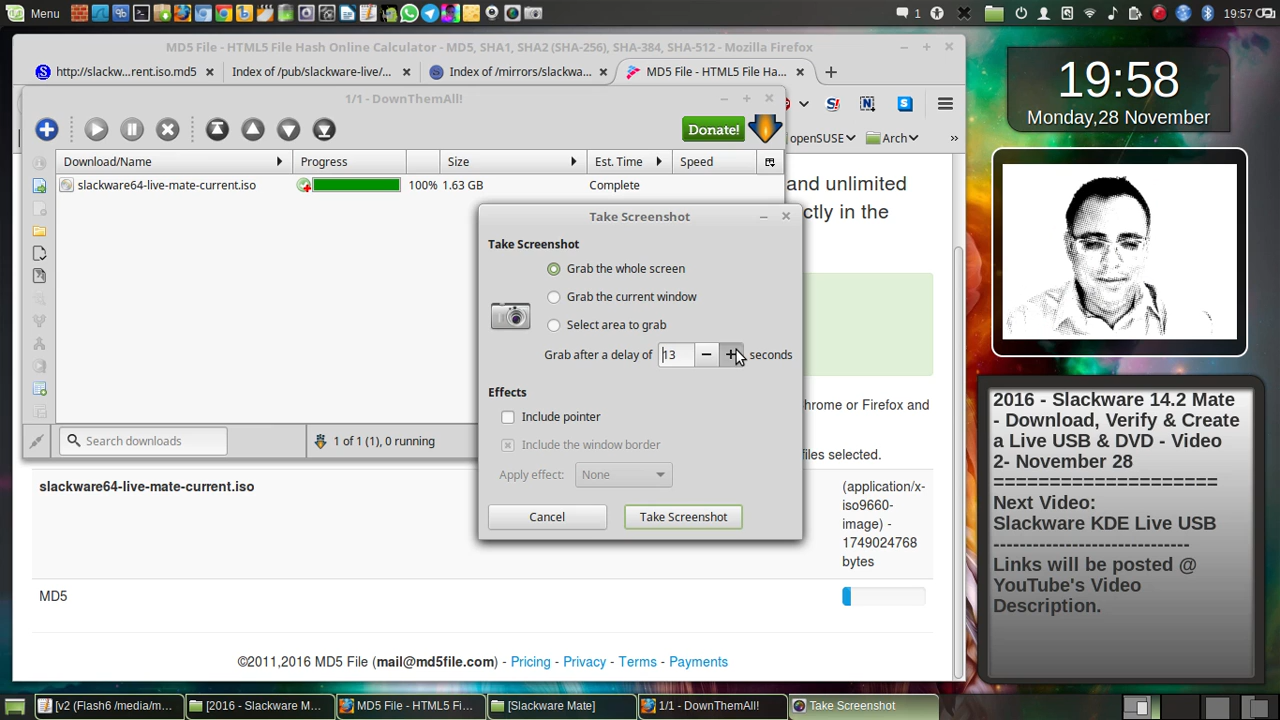 Menu
1
19:57
MD5 File - HTML5 File Hash Online Calculator - MD5, SHA1, SHA2 (SHA-256), SHA-384, SHA-512 - Mozilla Firefox
http://slackw...rent.iso.md5
Index of /pub/slackware-live/...
Index of /mirrors/slackwa...
MD5 File - HTML5 File Ha...
1/1 - DownThemAll!
Donate!
openSUSE
Arch
»
Download/Name
Progress
Size
Est. Time
Speed
slackware64-live-mate-current.iso
100%
1.63 GB
Complete
and unlimited
ctly in the
Take Screenshot
Take Screenshot
Grab the whole screen
Grab the current window
Select area to grab
Grab after a delay of
13
seconds
Effects
Include pointer
Include the window border
Apply effect:
None
Cancel
Take Screenshot
hrome or Firefox and
files selected.
Search downloads
1 of 1 (1), 0 running
slackware64-live-mate-current.iso
(application/x-
iso9660-
image) -
1749024768
bytes
MD5
©2011,2016 MD5 File (mail@md5file.com) - Pricing - Privacy - Terms - Payments
19:58
Monday,28 November
2016 - Slackware 14.2 Mate
- Download, Verify & Create
a Live USB & DVD - Video
2- November 28
=====================
Next Video:
Slackware KDE Live USB
----------------------------
Links will be posted @
YouTube's Video
Description.
[v2 (Flash6 /media/m...
[2016 - Slackware M...
MD5 File - HTML5 Fi...
[Slackware Mate]
1/1 - DownThemAll!
Take Screenshot